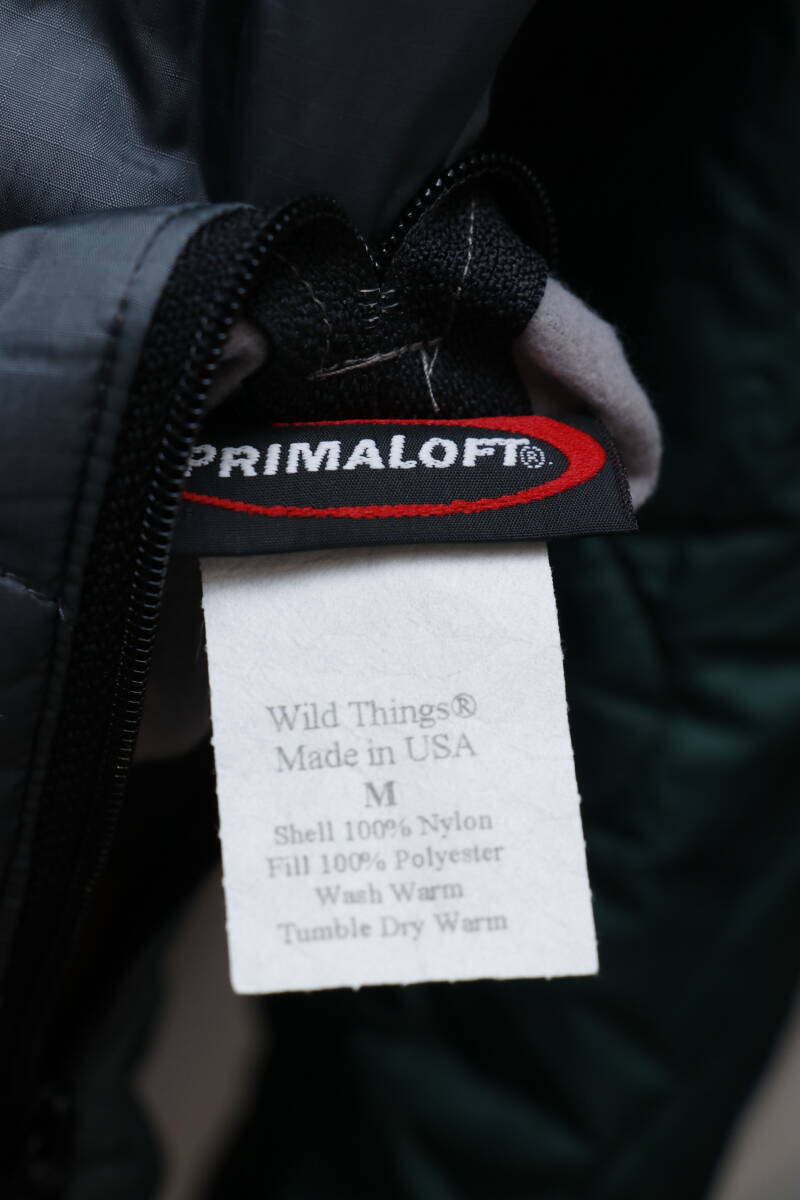 PRIMALOFT®
Wild Things®
Made in USA
M
Shell 100% Nylon
Fill 100% Polyester
Wash Warm
Tumble Dry Warm